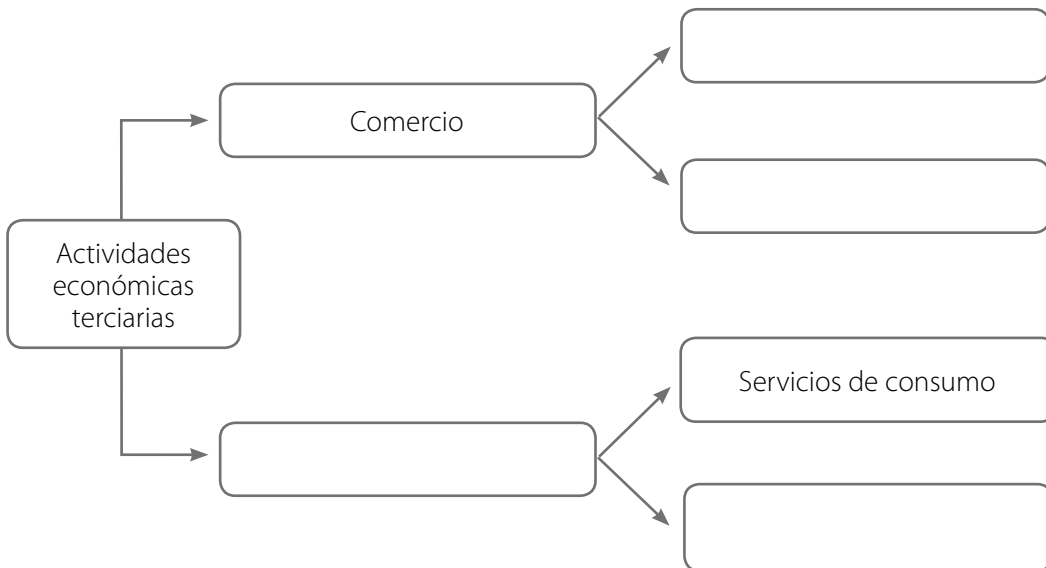 Comercio
Actividades
económicas
terciarias
Servicios de consumo